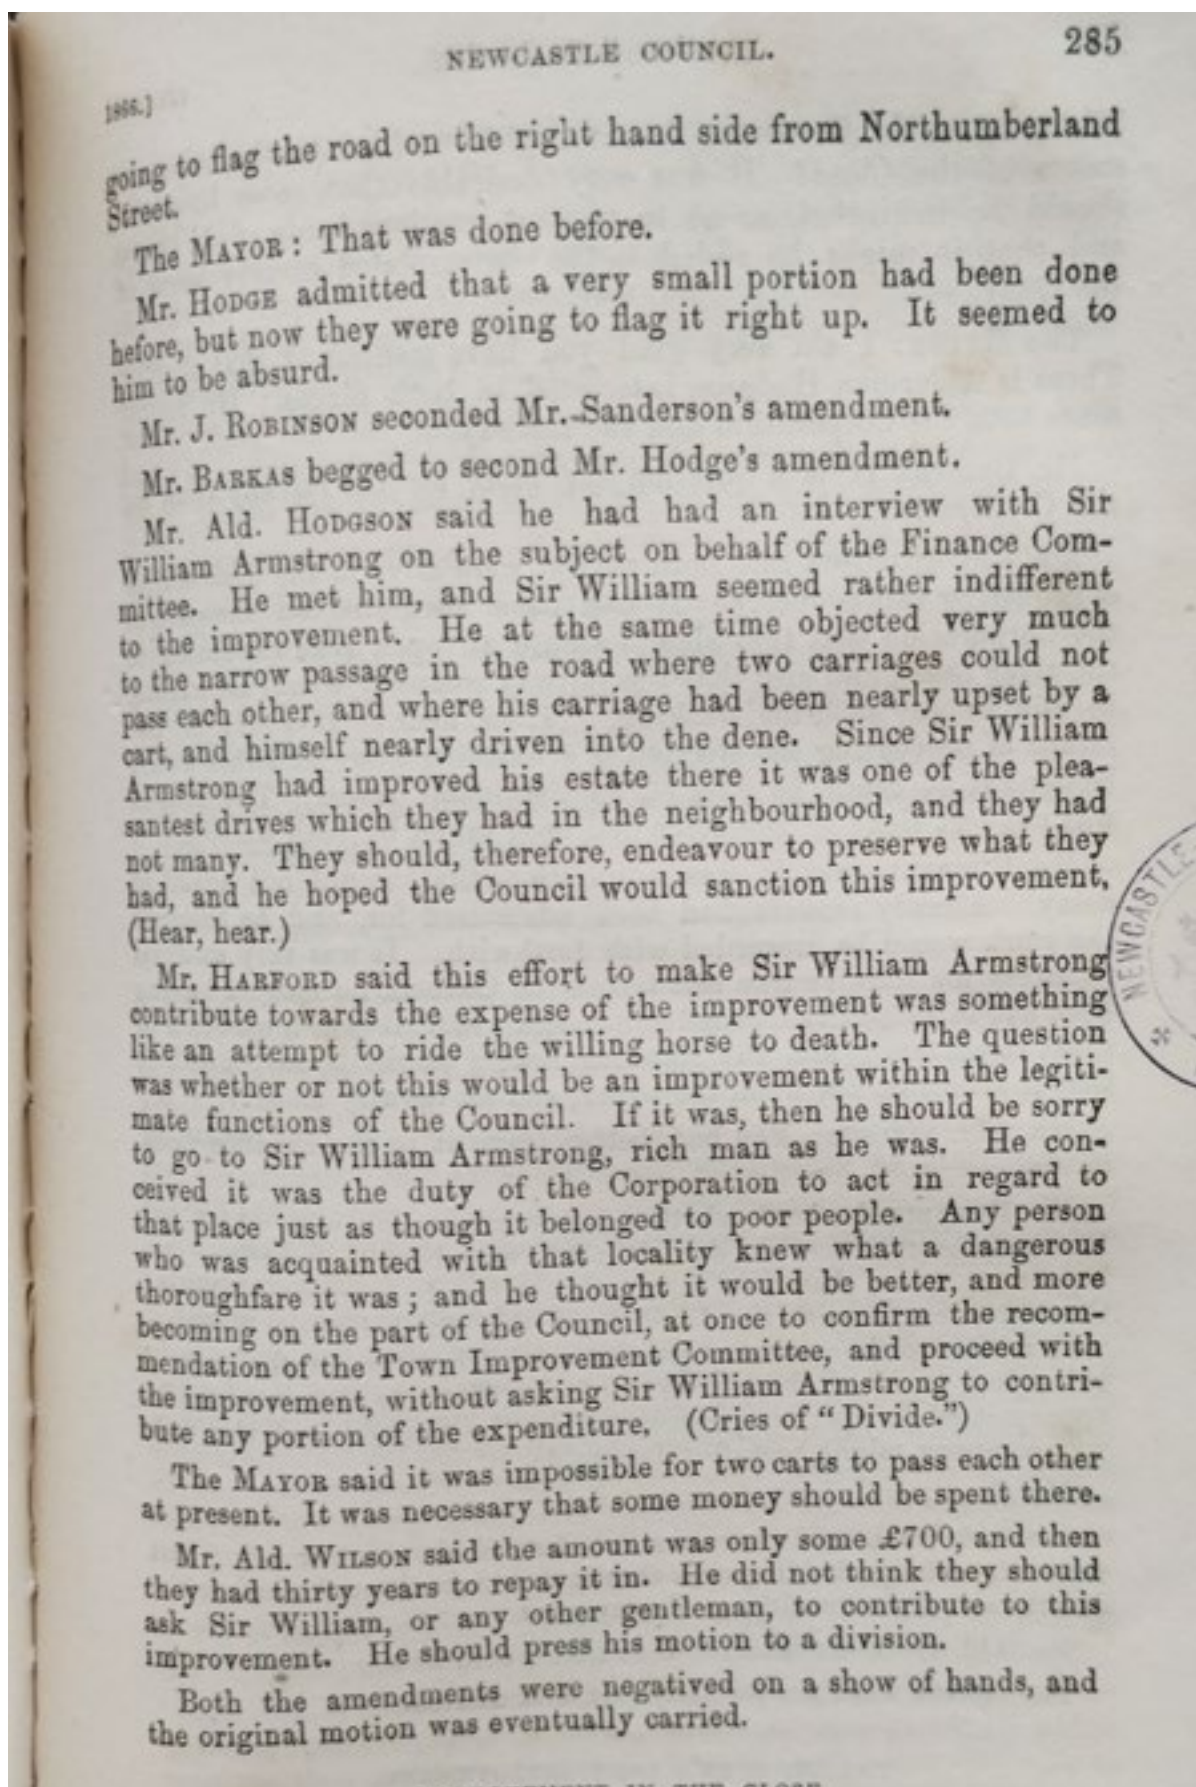 NEWCASTLE COUNCIL. 285
1866.]
going to flag the road on the right hand side from Northumberland
Street.
The MAYOR: That was done before.
Mr. HODGE admitted that a very small portion had been done
before, but now they were going to flag it right up. It seemed to
him to be absurd.
Mr. J. ROBINSON seconded Mr. Sanderson's amendment.
Mr. BARKAS begged to second Mr. Hodge's amendment.
Mr. Ald. HODGSON said he had had an interview with Sir
William Armstrong on the subject on behalf of the Finance Com-
mittee. He met him, and Sir William seemed rather indifferent
to the improvement. He at the same time objected very much
to the narrow passage in the road where two carriages could not
pass each other, and where his carriage had been nearly upset by a
cart, and himself nearly driven into the dene. Since Sir William
Armstrong had improved his estate there it was one of the plea-
santest drives which they had in the neighbourhood, and they had
not many. They should, therefore, endeavour to preserve what they
had, and he hoped the Council would sanction this improvement.
(Hear, hear.)
Mr. HARFORD said this effort to make Sir William Armstrong
contribute towards the expense of the improvement was something
like an attempt to ride the willing horse to death. The question
was whether or not this would be an improvement within the legiti-
mate functions of the Council. If it was, then he should be sorry
to go to Sir William Armstrong, rich man as he was. He con-
ceived it was the duty of the Corporation to act in regard to
that place just as though it belonged to poor people. Any person
who was acquainted with that locality knew what a dangerous
thoroughfare it was; and he thought it would be better, and more
becoming on the part of the Council, at once to confirm the recom-
mendation of the Town Improvement Committee, and proceed with
the improvement, without asking Sir William Armstrong to contri-
bute any portion of the expenditure. (Cries of "Divide.")
The MAYOR said it was impossible for two carts to pass each other
at present. It was necessary that some money should be spent there.
Mr. Ald. WILSON said the amount was only some £700, and then
they had thirty years to repay it in. He did not think they should
ask Sir William, or any other gentleman, to contribute to this
improvement. He should press his motion to a division.
Both the amendments were negatived on a show of hands, and
the original motion was eventually carried.
NEWCASTLE